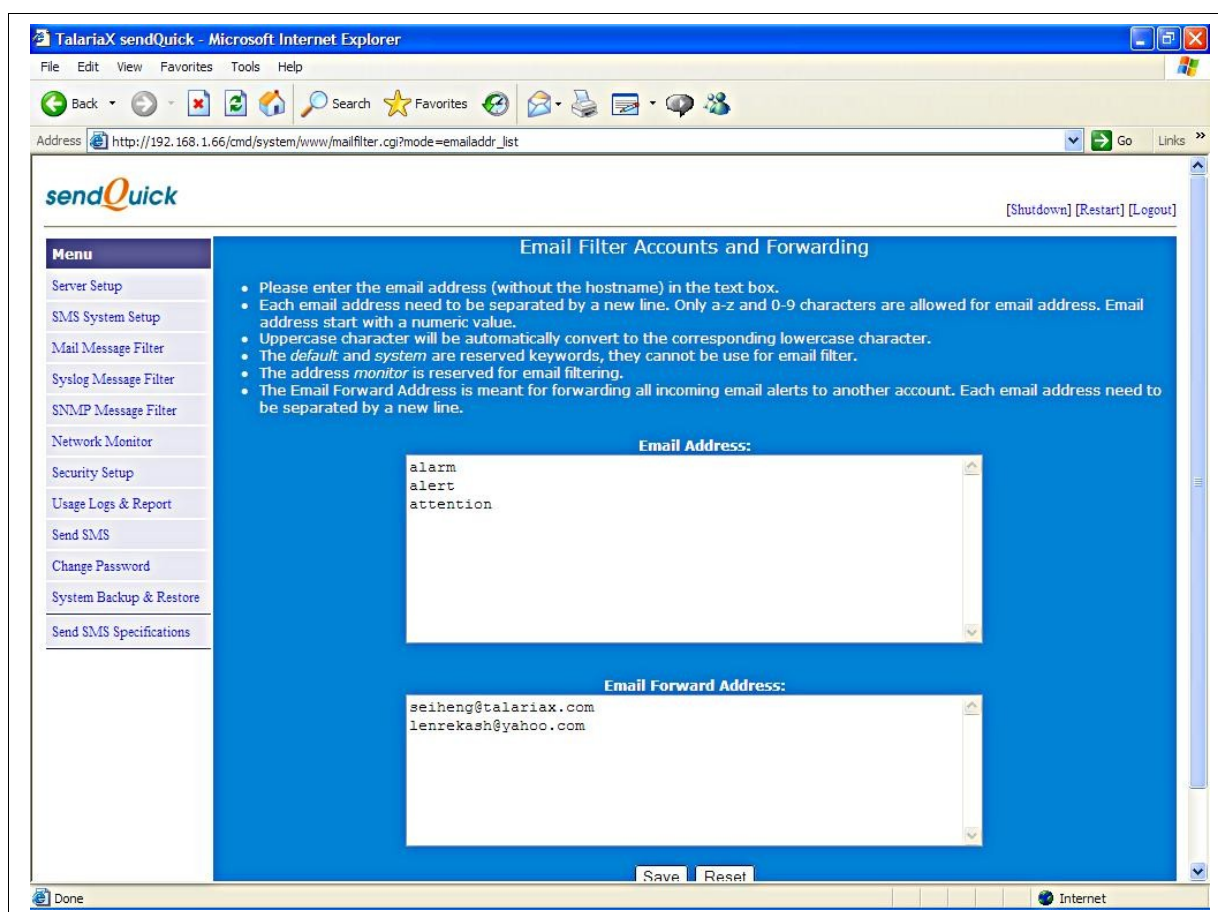 TalariaX sendQuick - Microsoft Internet Explorer
File Edit View Favorites Tools Help
Back Search Favorites
Address http://192.168.1.66/cmd/system/www/mailfilter.cgi?mode=emailaddr_list Go Links »
sendQuick
[Shutdown] [Restart] [Logout]
Menu
Server Setup
SMS System Setup
Mail Message Filter
Syslog Message Filter
SNMP Message Filter
Network Monitor
Security Setup
Usage Logs & Report
Send SMS
Change Password
System Backup & Restore
Send SMS Specifications
Email Filter Accounts and Forwarding
• Please enter the email address (without the hostname) in the text box.
• Each email address need to be separated by a new line. Only a-z and 0-9 characters are allowed for email address. Email
address start with a numeric value.
• Uppercase character will be automatically convert to the corresponding lowercase character.
• The default and system are reserved keywords, they cannot be use for email filter.
• The address monitor is reserved for email filtering.
• The Email Forward Address is meant for forwarding all incoming email alerts to another account. Each email address need to
be separated by a new line.
Email Address:
alarm
alert
attention
Email Forward Address:
seiheng@talariax.com
lenrekash@yahoo.com
Save Reset
Done Internet